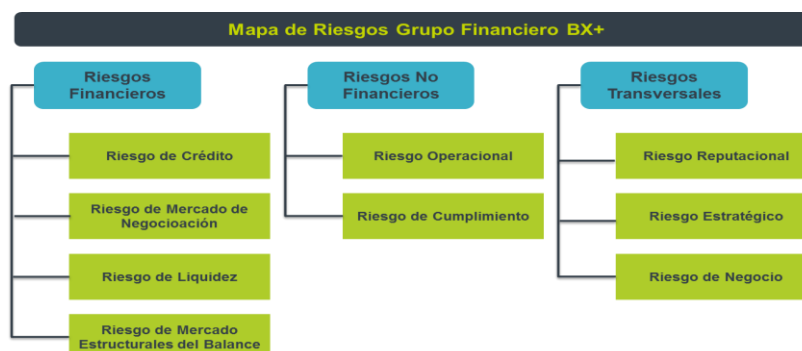 Mapa de Riesgos Grupo Financiero BX+
Riesgos
Financieros
Riesgo de Crédito
Riesgo de Mercado de
Negocioación
Riesgo de Liquidez
Riesgo de Mercado
Estructurales del Balance
Riesgos No
Financieros
Riesgo Operacional
Riesgo de Cumplimiento
Riesgos
Transversales
Riesgo Reputacional
Riesgo Estratégico
Riesgo de Negocio